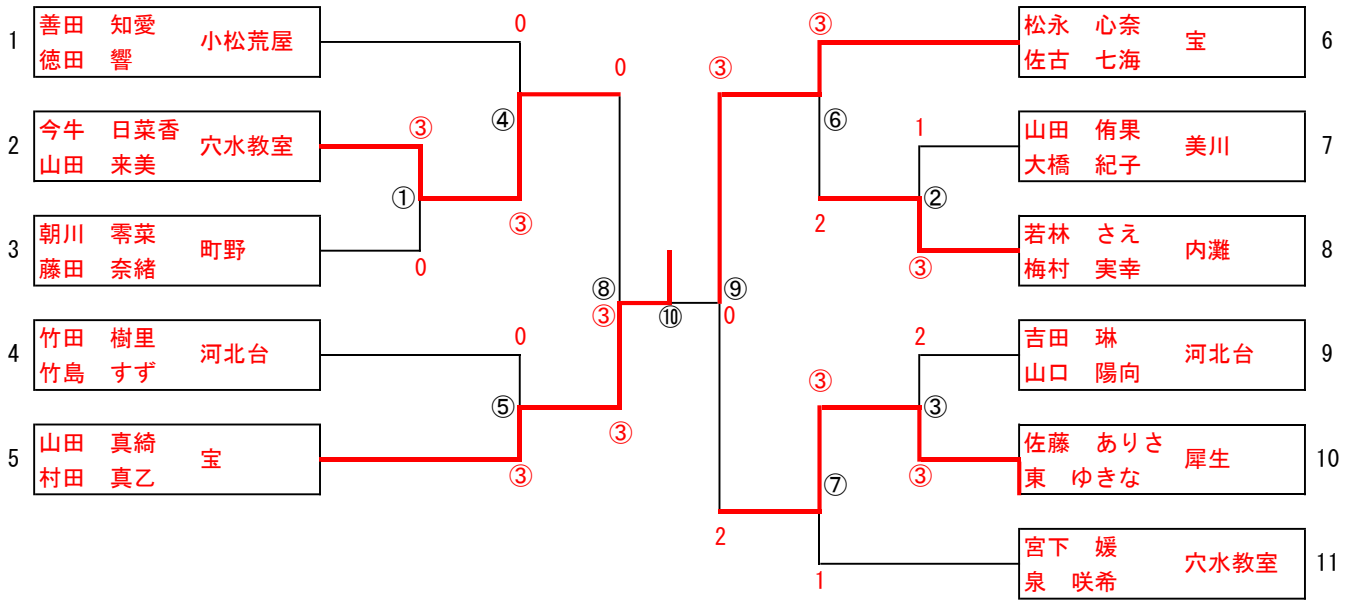 1
善田 知愛 小松荒屋
徳田 響
2
今牛 日菜香 穴水教室
山田 来美
3
朝川 零菜 町野
藤田 奈緒
4
竹田 樹里 河北台
竹島 すず
5
山田 真綺 宝
村田 真乙
0
③
①
0
0
④
③
0
⑤
③
0
⑧
③
③
⑩
③
⑨
0
2
③
⑥
2
1
②
③
③
⑦
1
2
③
③
松永 心奈 宝
佐古 七海
6
山田 侑果 美川
大橋 紀子
7
若林 さえ 内灘
梅村 実幸
8
吉田 琳 河北台
山口 陽向
9
佐藤 ありさ 犀生
東 ゆきな
10
宮下 媛 穴水教室
泉 咲希
11